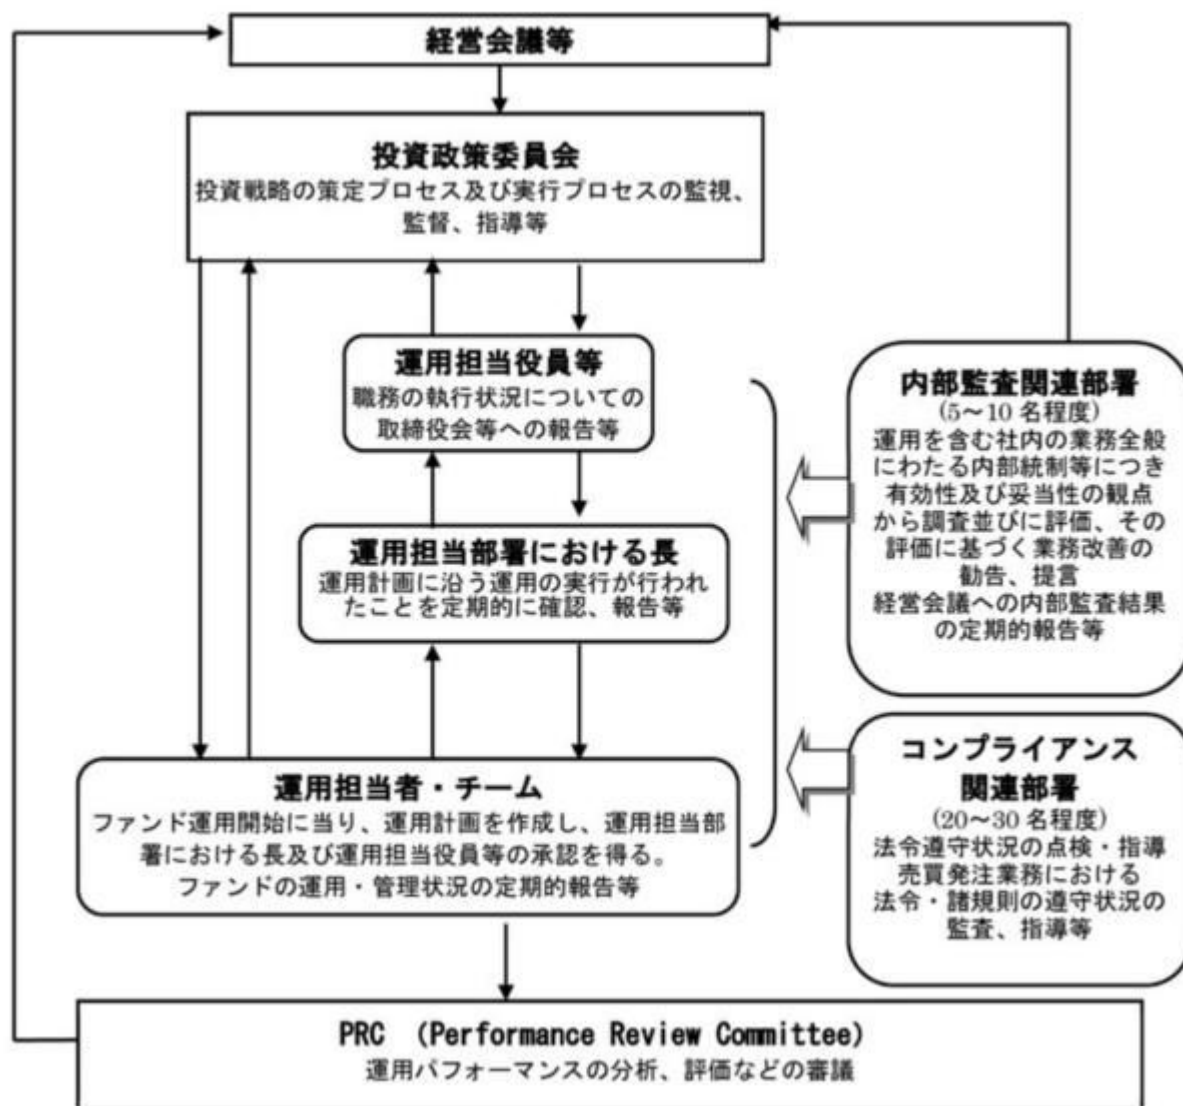 経営会議等
投資政策委員会
投資戦略の策定プロセス及び実行プロセスの監視、
監督、指導等
運用担当役員等
職務の執行状況についての
取締役会等への報告等
運用担当部署における長
運用計画に沿う運用の実行が行われ
たことを定期的に確認、報告等
運用担当者・チーム
ファンド運用開始に当り、運用計画を作成し、運用担当部
署における長及び運用担当役員等の承認を得る。
ファンドの運用・管理状況の定期的報告等
内部監査関連部署
(5～10 名程度)
運用を含む社内の業務全般
にわたる内部統制等につき
有効性及び妥当性の観点
から調査並びに評価、その
評価に基づく業務改善の
勧告、提言
経営会議への内部監査結果
の定期的報告等
コンプライアンス
関連部署
(20～30 名程度)
法令遵守状況の点検・指導
売買発注業務における
法令・諸規則の遵守状況の
監査、指導等
PRC （Performance Review Committee）
運用パフォーマンスの分析、評価などの審議